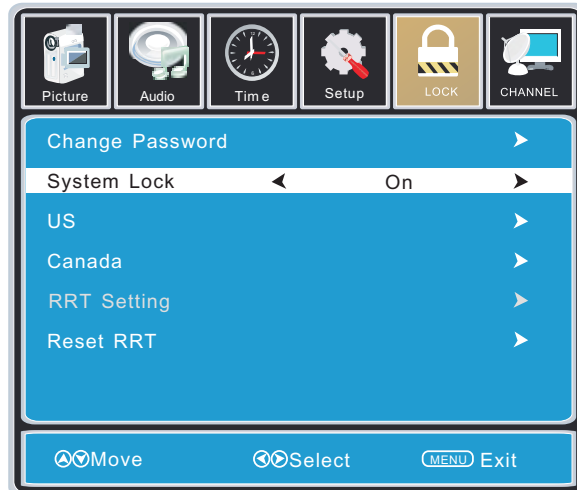 Picture Audio Time Setup LOCK CHANNEL
Change Password
System Lock On
US
Canada
RRT Setting
Reset RRT
Move Select MENU Exit